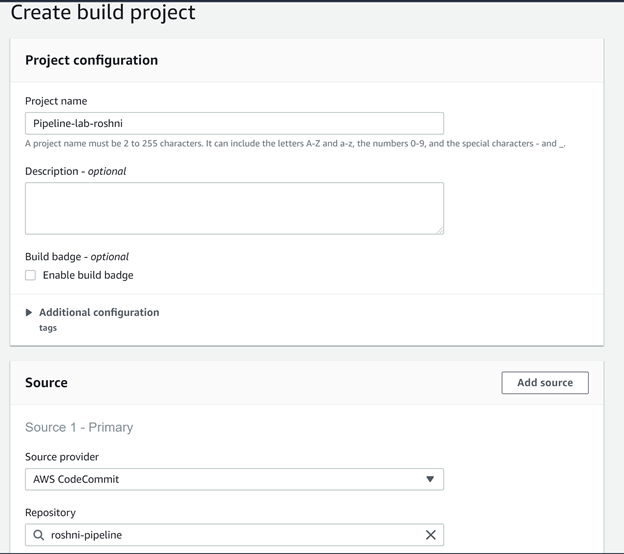 Create build project
Project configuration
Project name
Pipeline-lab-roshni
A project name must be 2 to 255 characters. It can include the letters A-Z and a-z, the numbers 0-9, and the special characters - and _.
Description - optional
Build badge - optional
Enable build badge
Additional configuration
tags
Source
Add source
Source 1 - Primary
Source provider
AWS CodeCommit
Repository
roshni-pipeline